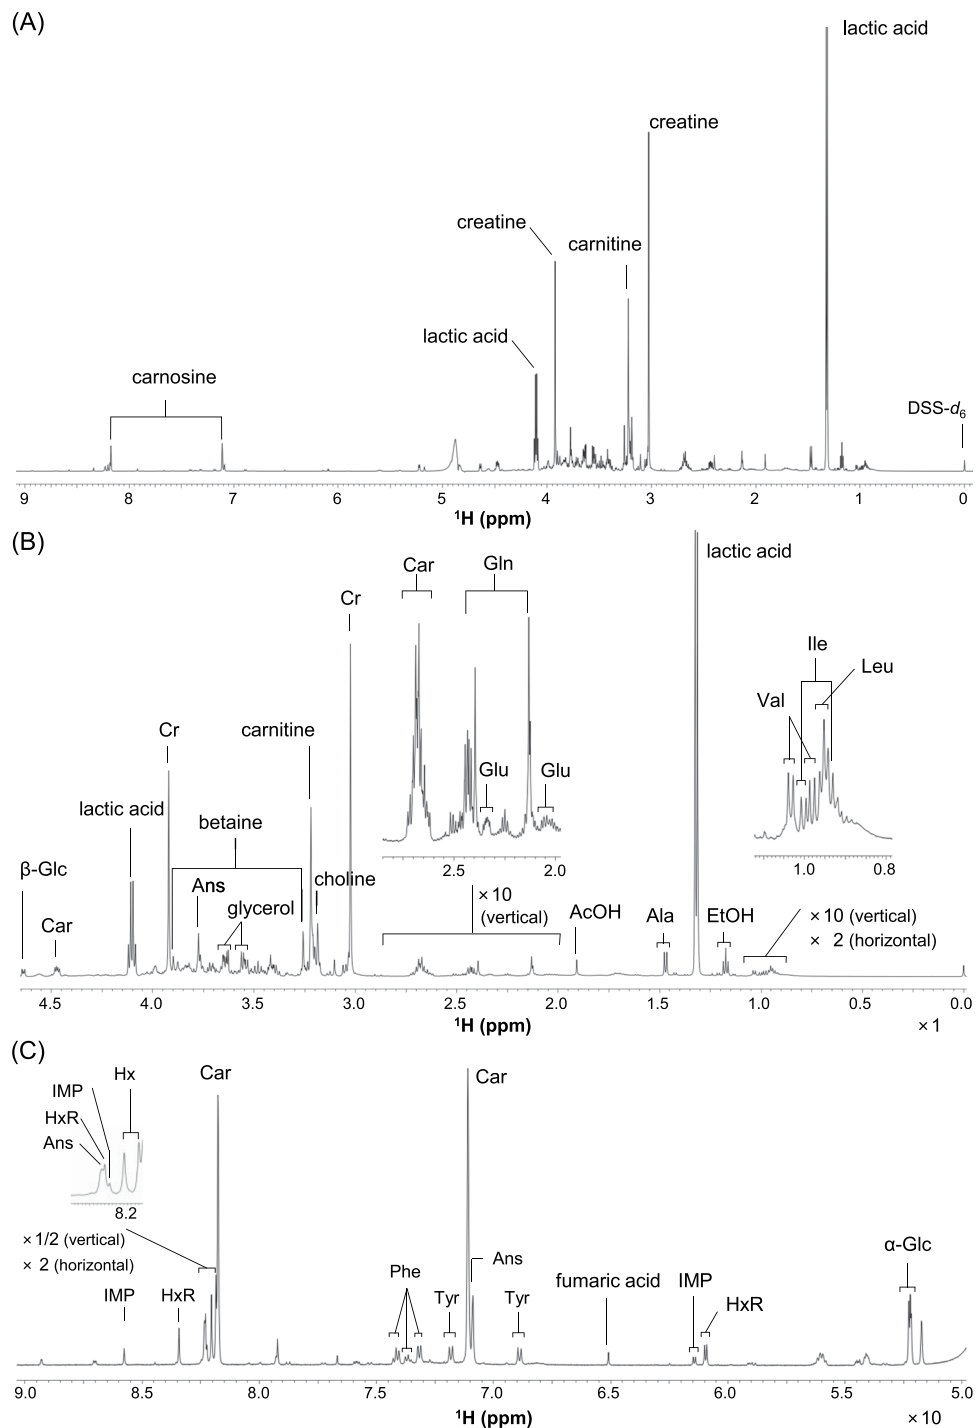 (A)
lactic acid
creatine
creatine
carnitine
lactic acid
carnosine
DSS-d6
9 8 7 6 5 4 3 2 1 0
1H (ppm)
(B)
lactic acid
Car
Gln
Cr
Ile
Leu
Val
Cr
carnitine
Glu
Glu
lactic acid
betaine
2.5 2.0
1.0 0.8
β-Glc
Ans
choline
×10
(vertical)
AcOH
Ala
EtOH
×10 (vertical)
× 2 (horizontal)
Car
glycerol
4.5 4.0 3.5 3.0 2.5 2.0 1.5 1.0 0.5 0.0
1H (ppm)
×1
(C)
Hx
Car
Car
IMP
HxR
Ans
8.2
×1/2 (vertical)
× 2 (horizontal)
Ans
α-Glc
Phe
fumaric acid
IMP
IMP
HxR
Tyr
Tyr
HxR
9.0 8.5 8.0 7.5 7.0 6.5 6.0 5.5 5.0
1H (ppm)
×10